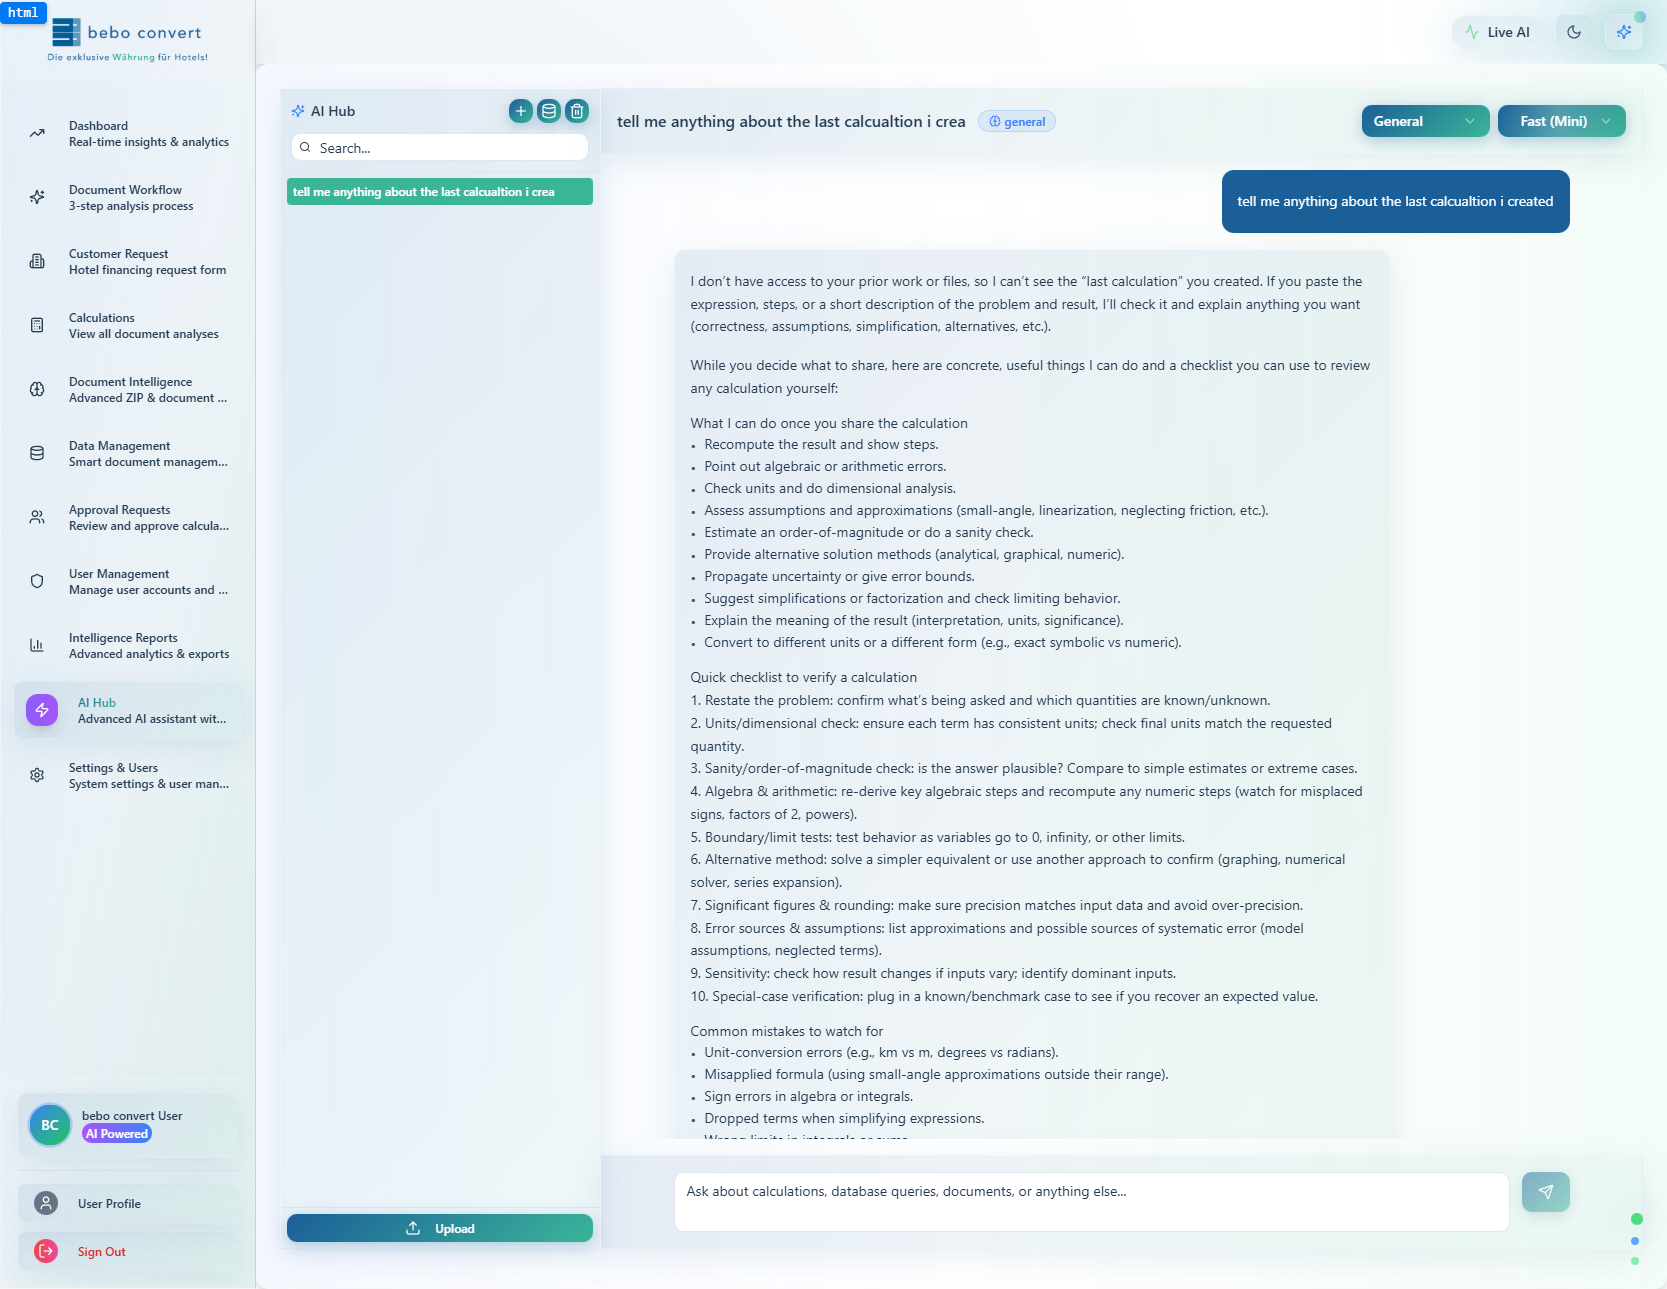 html
bebo convert
Die exklusive Währung für Hotels!
Live AI
Dashboard
Real-time insights & analytics
Document Workflow
3-step analysis process
Customer Request
Hotel financing request form
Calculations
View all document analyses
Document Intelligence
Advanced ZIP & document ...
Data Management
Smart document managem...
Approval Requests
Review and approve calcula...
User Management
Manage user accounts and ...
Intelligence Reports
Advanced analytics & exports
AI Hub
Advanced AI assistant wit...
Settings & Users
System settings & user man...
BC
bebo convert User
AI Powered
User Profile
Sign Out
AI Hub
Search...
tell me anything about the last calcualtion i crea
Upload
tell me anything about the last calcualtion i crea
general
General
Fast (Mini)
tell me anything about the last calcualtion i created
I don’t have access to your prior work or files, so I can’t see the “last calculation” you created. If you paste the
expression, steps, or a short description of the problem and result, I’ll check it and explain anything you want
(correctness, assumptions, simplification, alternatives, etc.).
While you decide what to share, here are concrete, useful things I can do and a checklist you can use to review
any calculation yourself:
What I can do once you share the calculation
• Recompute the result and show steps.
• Point out algebraic or arithmetic errors.
• Check units and do dimensional analysis.
• Assess assumptions and approximations (small-angle, linearization, neglecting friction, etc.).
• Estimate an order-of-magnitude or do a sanity check.
• Provide alternative solution methods (analytical, graphical, numeric).
• Propagate uncertainty or give error bounds.
• Suggest simplifications or factorization and check limiting behavior.
• Explain the meaning of the result (interpretation, units, significance).
• Convert to different units or a different form (e.g., exact symbolic vs numeric).
Quick checklist to verify a calculation
1. Restate the problem: confirm what’s being asked and which quantities are known/unknown.
2. Units/dimensional check: ensure each term has consistent units; check final units match the requested
quantity.
3. Sanity/order-of-magnitude check: is the answer plausible? Compare to simple estimates or extreme cases.
4. Algebra & arithmetic: re-derive key algebraic steps and recompute any numeric steps (watch for misplaced
signs, factors of 2, powers).
5. Boundary/limit tests: test behavior as variables go to 0, infinity, or other limits.
6. Alternative method: solve a simpler equivalent or use another approach to confirm (graphing, numerical
solver, series expansion).
7. Significant figures & rounding: make sure precision matches input data and avoid over-precision.
8. Error sources & assumptions: list approximations and possible sources of systematic error (model
assumptions, neglected terms).
9. Sensitivity: check how result changes if inputs vary; identify dominant inputs.
10. Special-case verification: plug in a known/benchmark case to see if you recover an expected value.
Common mistakes to watch for
• Unit-conversion errors (e.g., km vs m, degrees vs radians).
• Misapplied formula (using small-angle approximations outside their range).
• Sign errors in algebra or integrals.
• Dropped terms when simplifying expressions.
• Wrong limits in integrals or sums.
Ask about calculations, database queries, documents, or anything else...